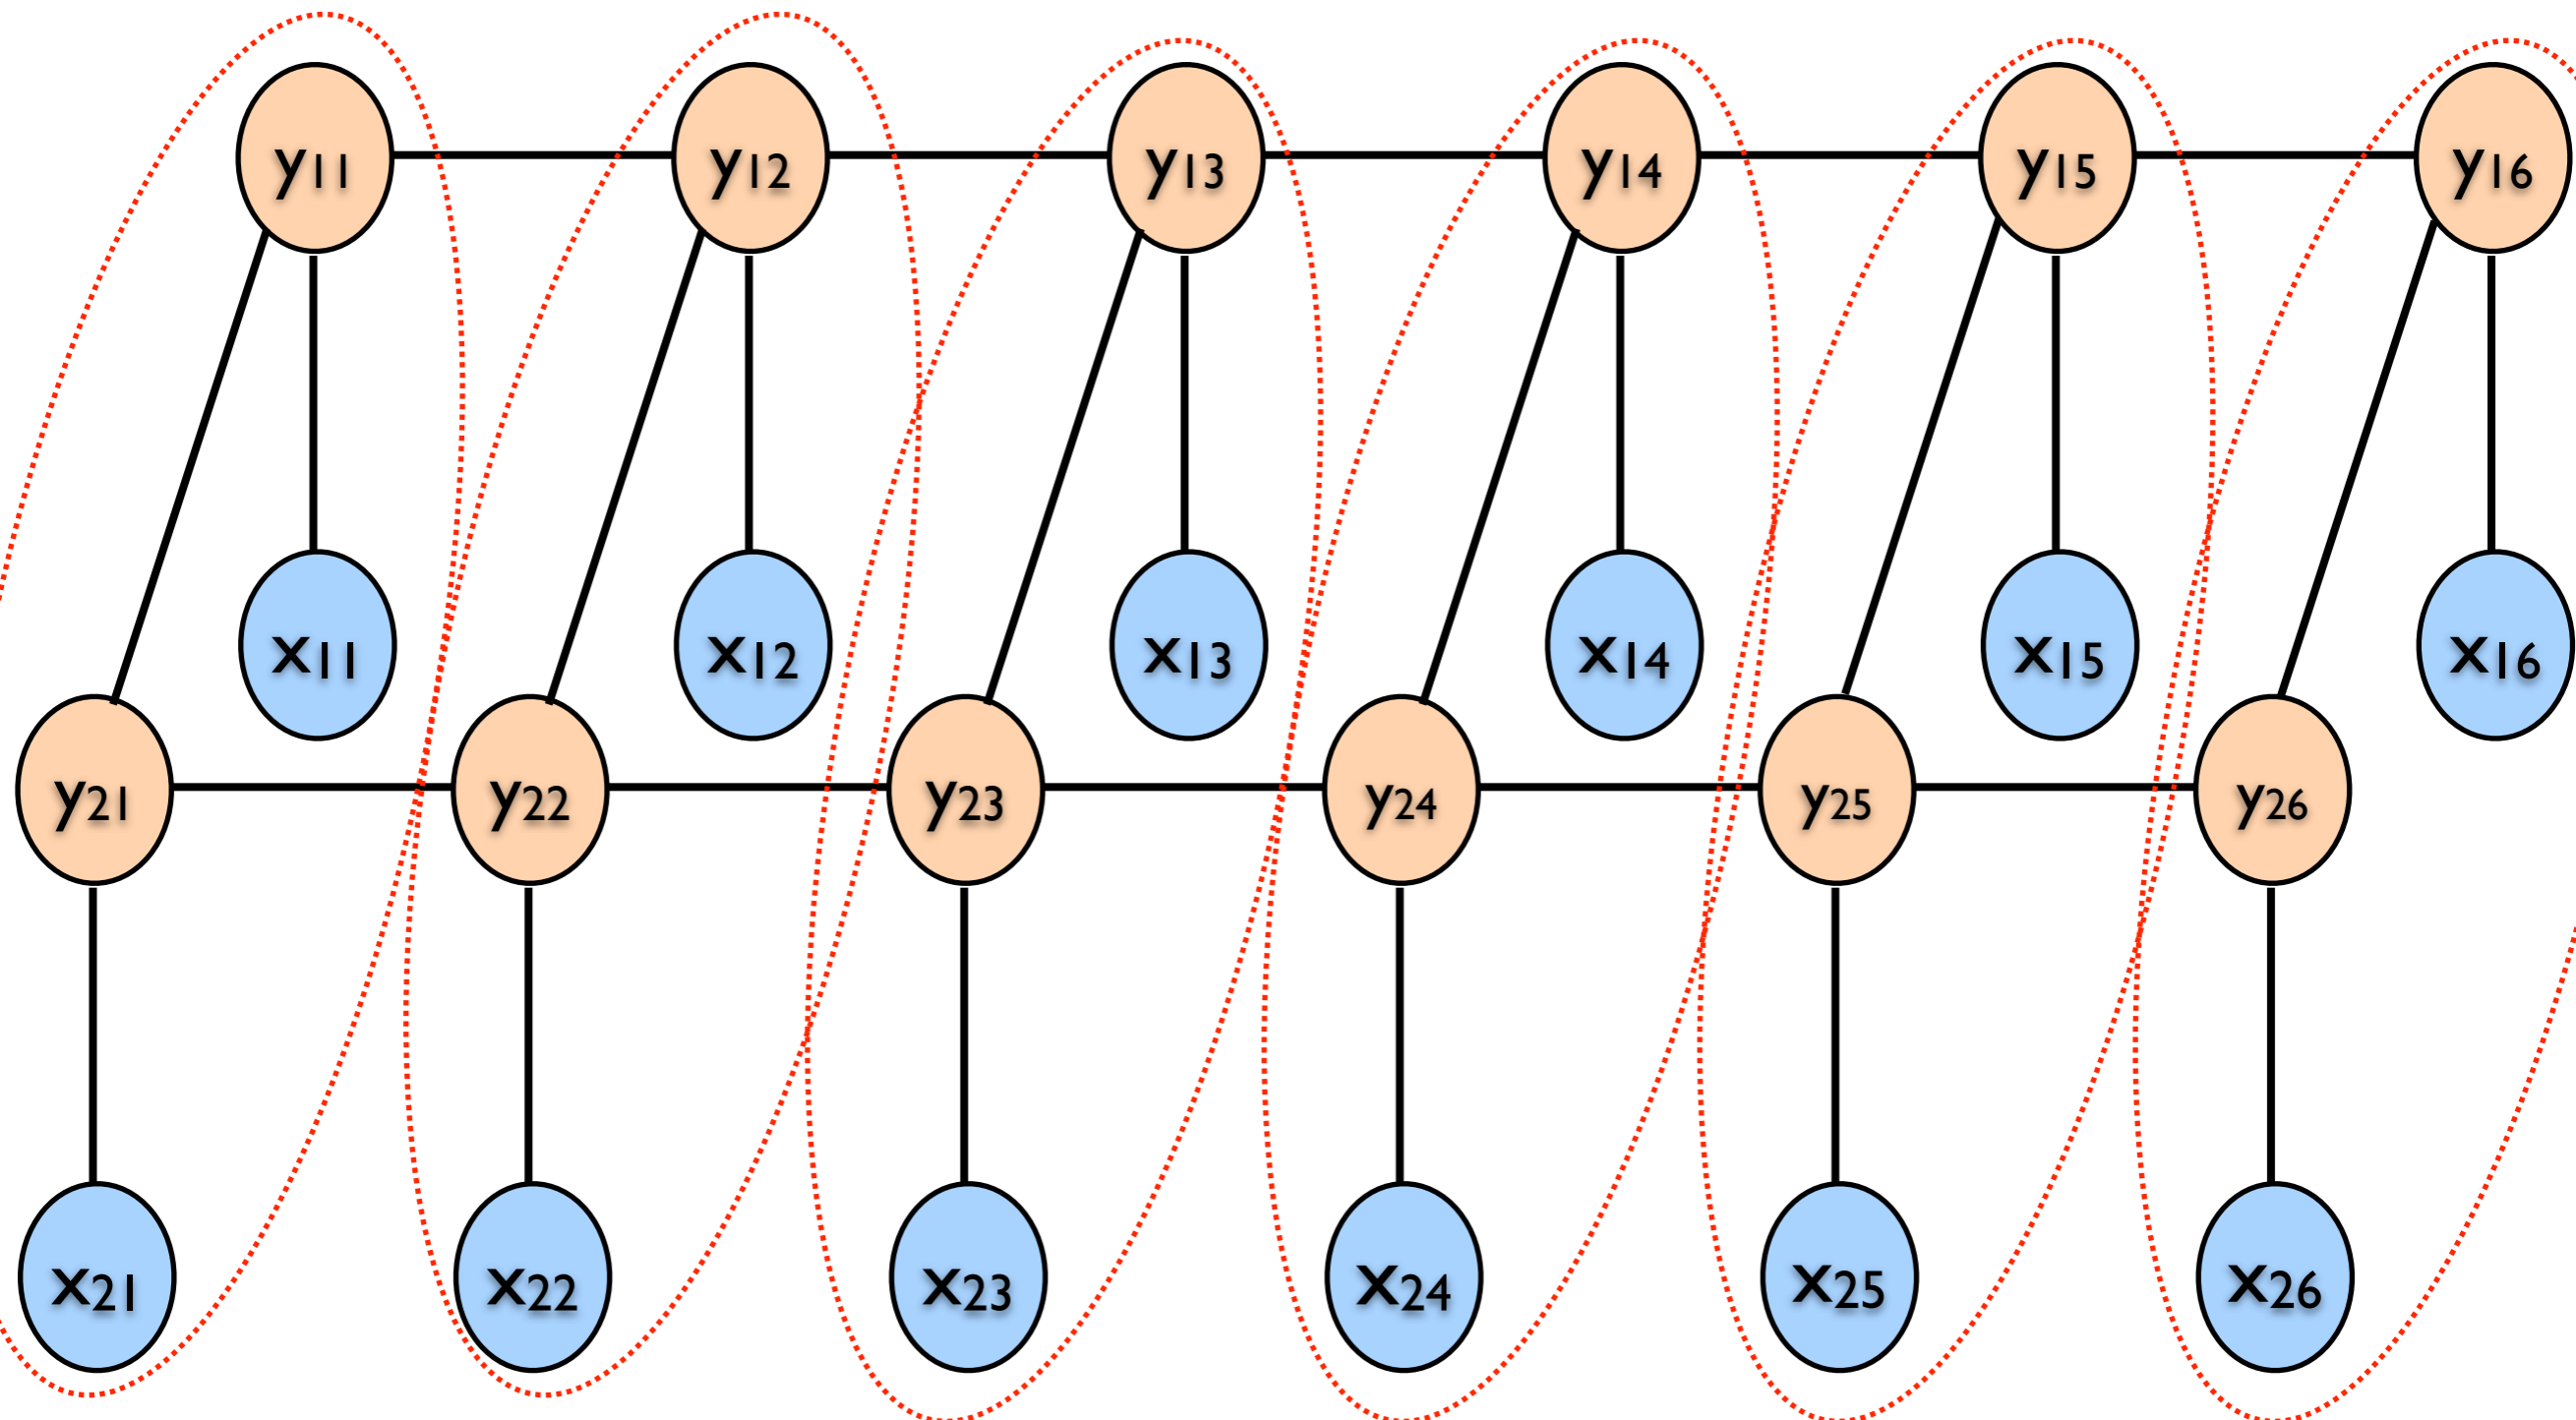 y11 y12 y13 y14 y15 y16
x11 x12 x13 x14 x15 x16
y21 y22 y23 y24 y25 y26
x21 x22 x23 x24 x25 x26